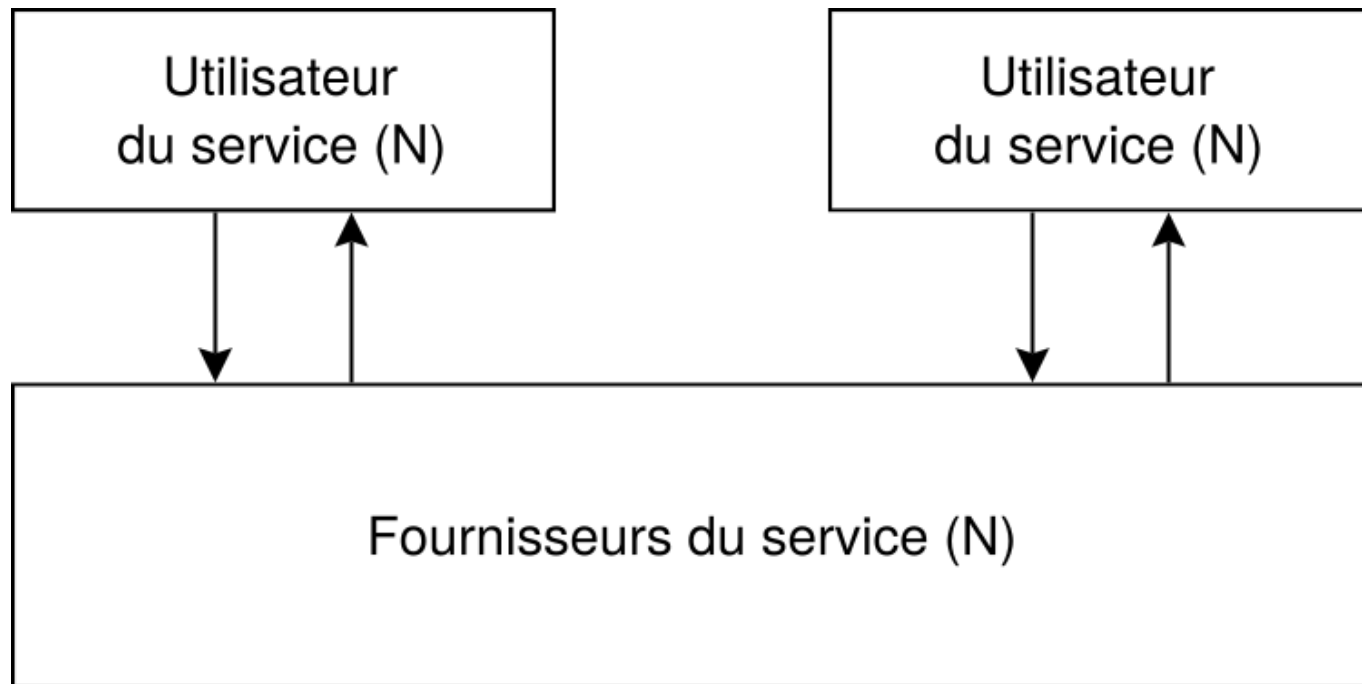 Utilisateur
du service (N)
Utilisateur
du service (N)
Fournisseurs du service (N)